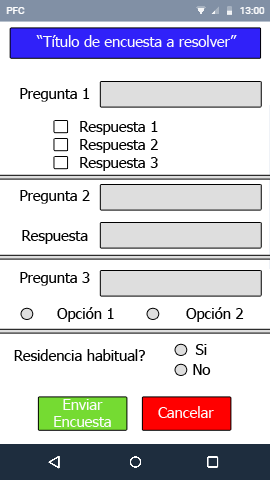 PFC 13:00
“Título de encuesta a resolver”
Pregunta 1
Respuesta 1
Respuesta 2
Respuesta 3
Pregunta 2
Respuesta
Pregunta 3
Opción 1 Opción 2
Residencia habitual?
Si
No
Enviar
Encuesta
Cancelar